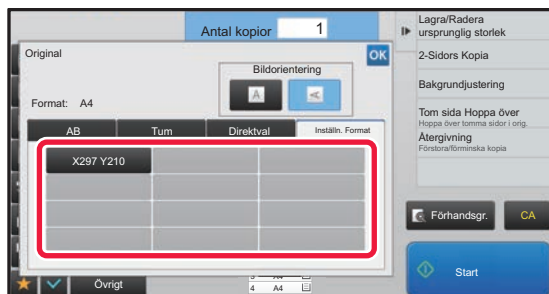 Antal kopior 1
Original
OK
Bildorientering
A
A
Format: A4
AB
Tum
Direktval
Inställn. Format
X297 Y210
Lagra/Radera
ursprunglig storlek
2-Sidors Kopia
Bakgrundjustering
Tom sida Hoppa över
Hoppa över tomma sidor i orig.
Återgivning
Förstora/förminska kopia
Förhandsgr.
CA
Start
Övrigt
4 A4